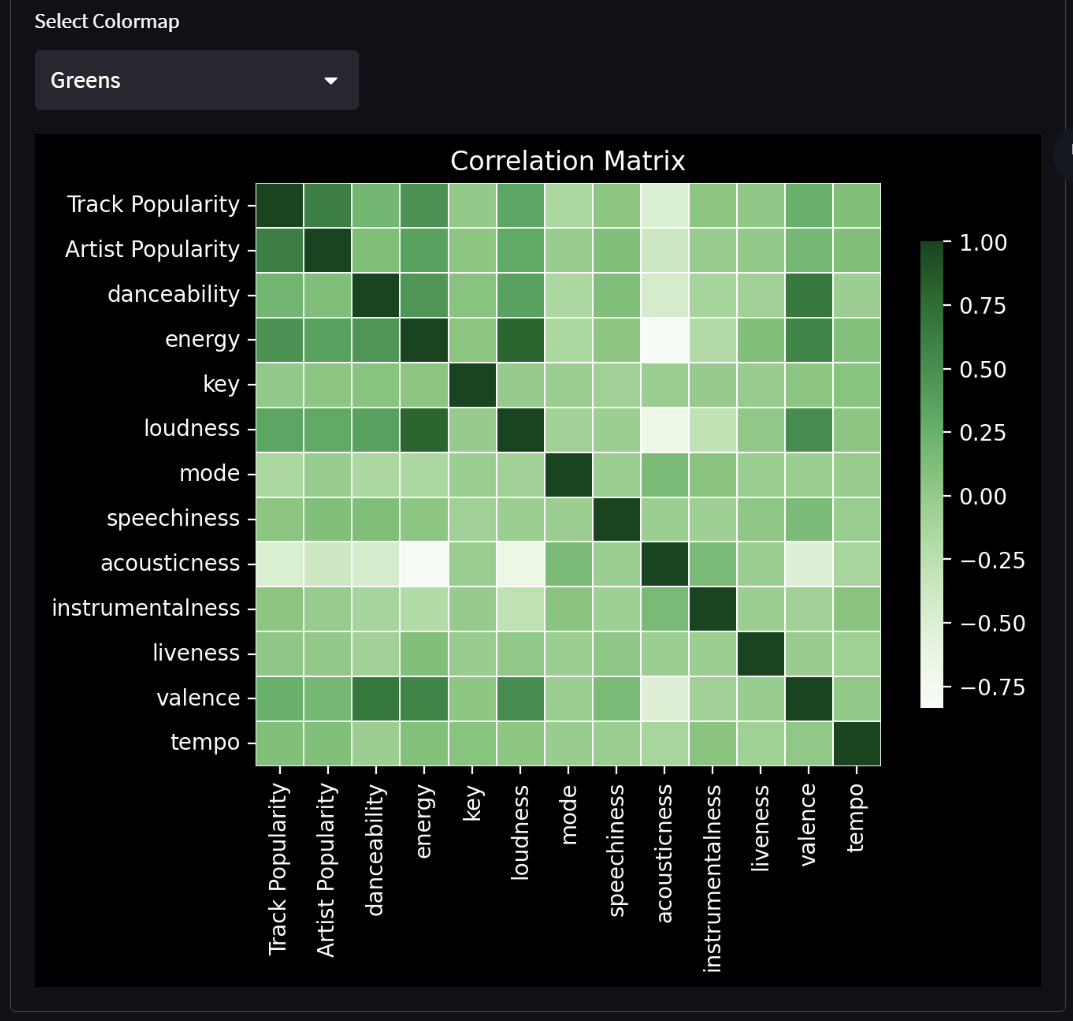 Select Colormap
Greens
Correlation Matrix
Track Popularity
Artist Popularity
danceability
energy
key
loudness
mode
speechiness
acousticness
instrumentalness
liveness
valence
tempo
1.00
0.75
0.50
0.25
0.00
−0.25
−0.50
−0.75
Track Popularity
Artist Popularity
danceability
energy
key
loudness
mode
speechiness
acousticness
instrumentalness
liveness
valence
tempo